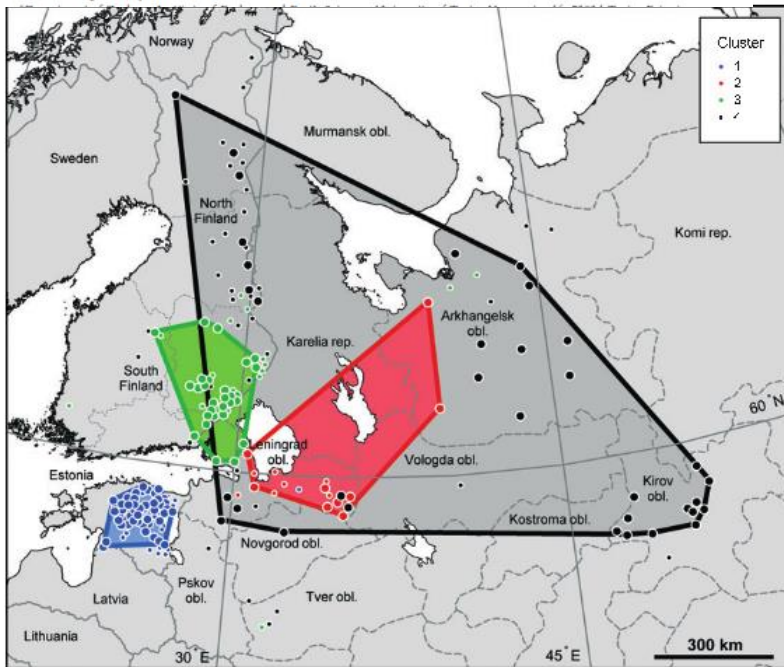 Cluster
1
2
3
4
Norway
Murmansk obl.
Sweden
North
Finland
Komi rep.
Arkhangelsk
obl.
Karelia rep.
South
Finland
60°N
Leningrad
obl.
Vologda obl.
Estonia
Kirov
obl.
Kostroma obl.
Novgorod obl.
Pskov
obl.
Latvia
Tver obl.
Lithuania
30°E
45°E
300 km